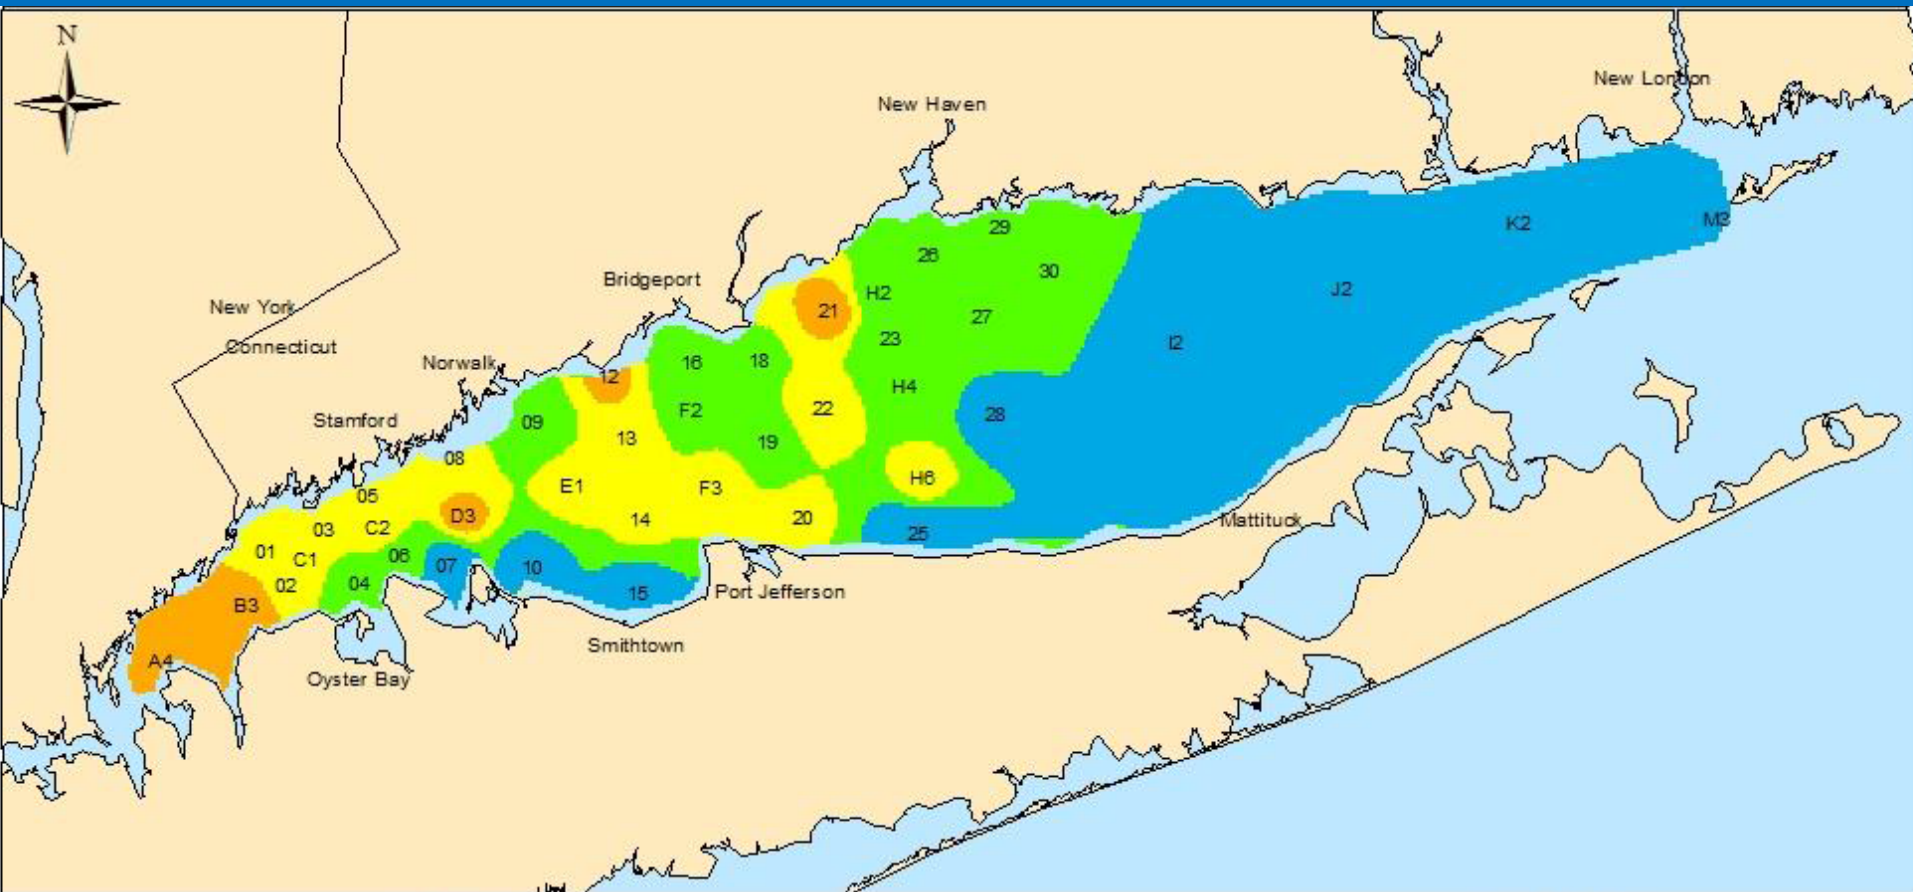 N
New London
New Haven
29
K2
M3
26
30
Bridgeport
J2
H2
New York
21
27
23
I2
Connecticut
Norwalk
16
18
12
H4
F2
22
28
Stamford
09
13
19
08
H6
E1
F3
05
D3
14
20
Mattituck
03
C2
25
01
C1
06
07
10
02
04
15
Port Jefferson
B3
Smithtown
A4
Oyster Bay